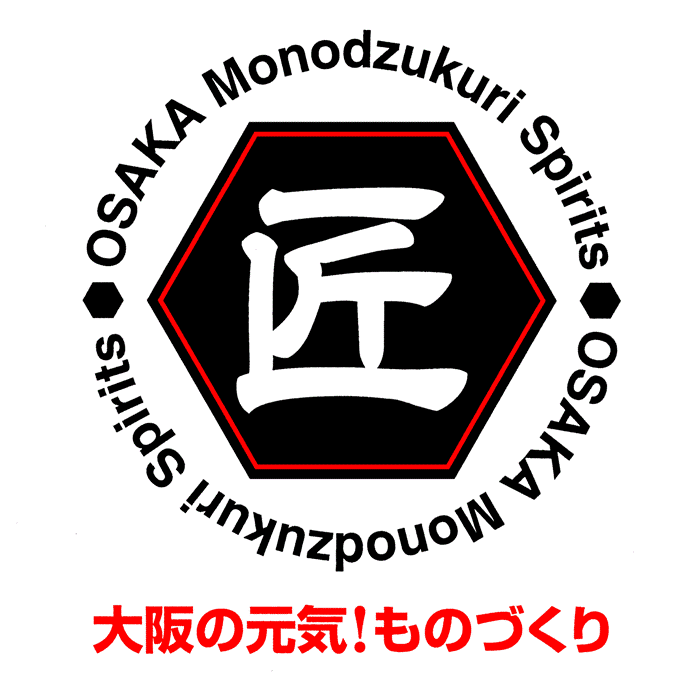 OSAKA Monodzukuri Spirits
OSAKA Monodzukuri Spirits
匠
大阪の元気!ものづくり